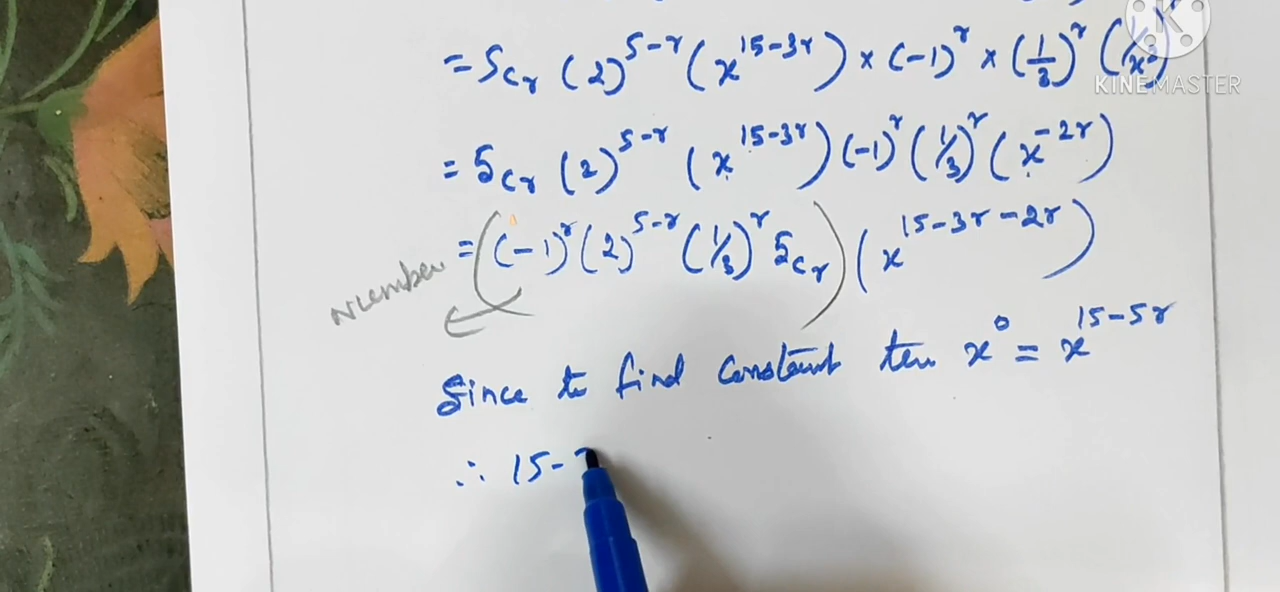 = 5Cr (2)^5-r (x^15-3r) × (-1)^r × (1/3)^r (1/x²)^r
KINEMASTER
= 5Cr (2)^5-r (x^15-3r) (-1)^r (1/3)^r (x^-2r)
Number = ((-1)^r (2)^5-r (1/3)^r 5Cr) (x^15-3r-2r)
Since to find constant term x^0 = x^15-5r
∴ 15-